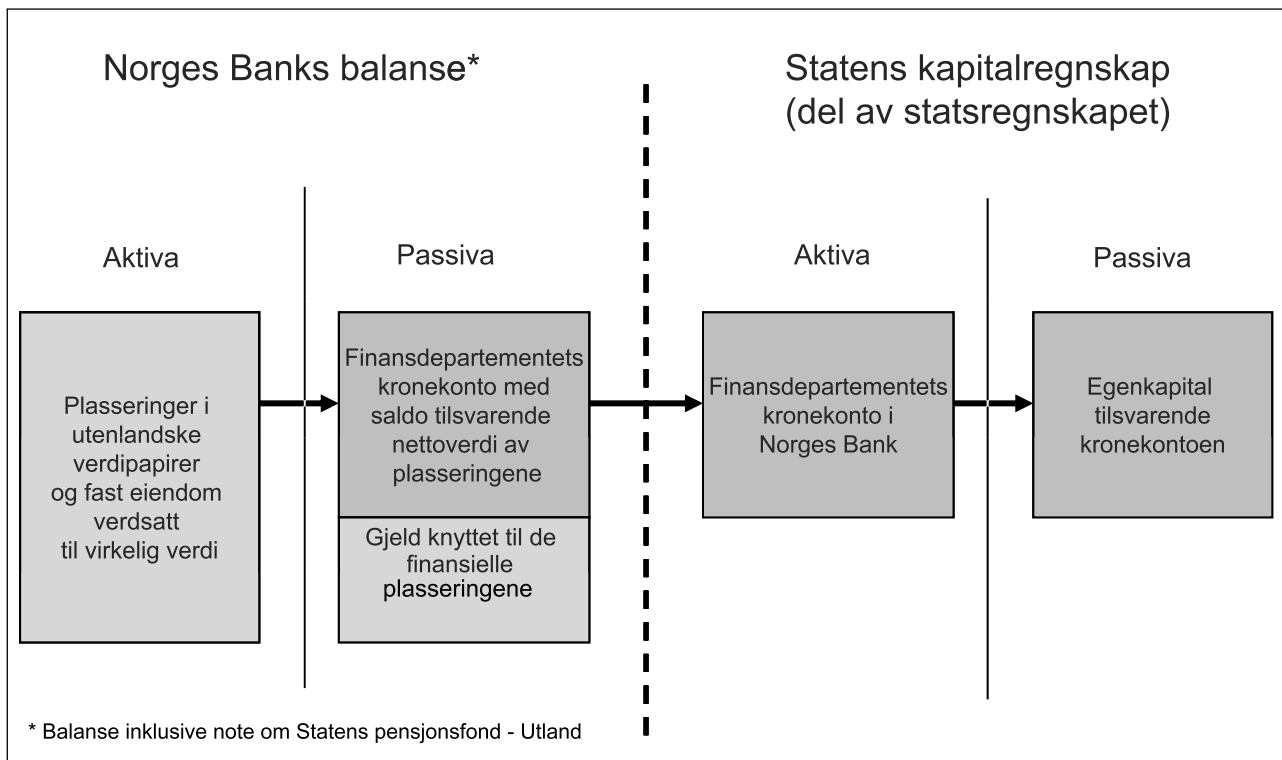 Norges Banks balanse*
Statens kapitalregnskap
(del av statsregnskapet)
Aktiva
Passiva
Aktiva
Passiva
Plasseringer i
utenlandske
verdipapirer
og fast eiendom
verdsatt
til virkelig verdi
Finansdepartementets
kronekonto med
saldo tilsvarende
nettoverdi av
plasseringene
Gjeld knyttet til de
finansielle
plasseringene
Finansdepartementets
kronekonto i
Norges Bank
Egenkapital
tilsvarende
kronekontoen
* Balanse inklusive note om Statens pensjonsfond - Utland